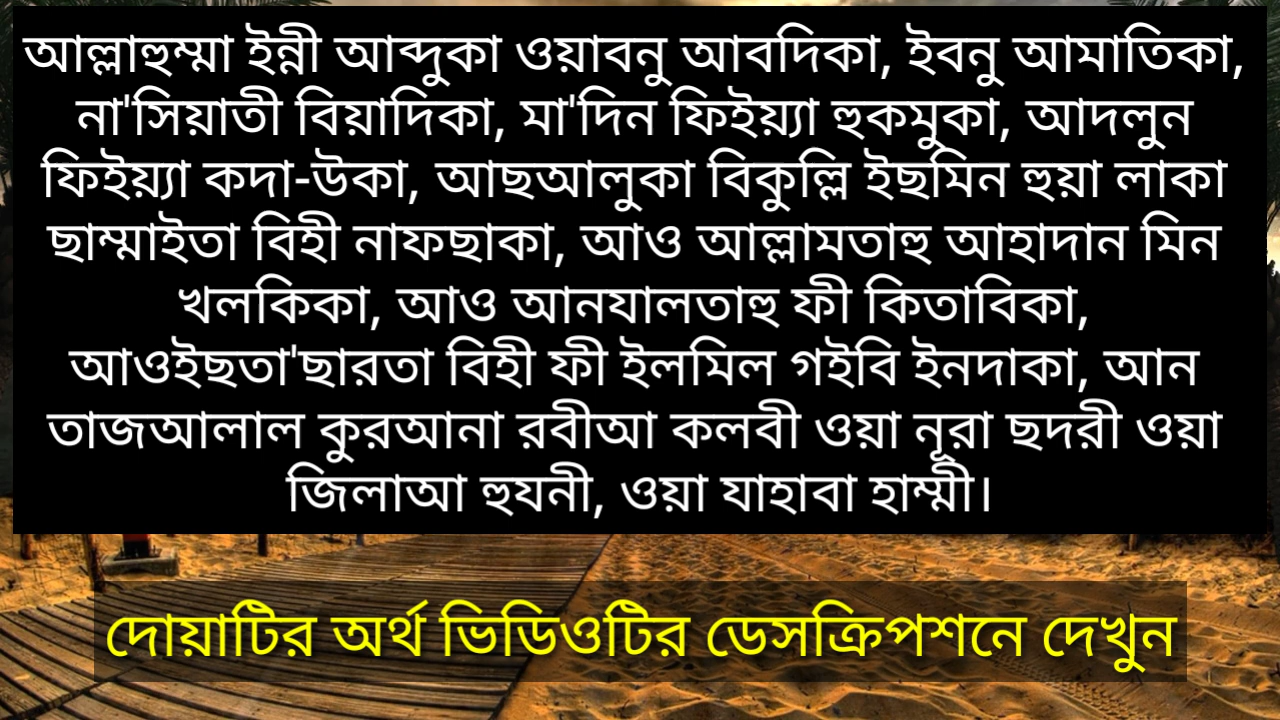 আল্লাহুম্মা ইন্নী আব্দুকা ওয়াবনু আবদিকা, ইবনু আমাতিকা,
না'সিয়াতী বিয়াদিকা, মা'দিন ফিইয়্যা হুকমুকা, আদলুন
ফিইয়্যা কদা-উকা, আছআলুকা বিকুল্লি ইছমিন হুয়া লাকা
ছাম্মাইতা বিহী নাফছাকা, আও আল্লামতাহু আহাদান মিন
খলকিকা, আও আনযালতাহু ফী কিতাবিকা,
আওইছতা'ছারতা বিহী ফী ইলমিল গইবি ইনদাকা, আন
তাজআলাল কুরআনা রবীআ কলবী ওয়া নূরা ছদরী ওয়া
জিলাআ হুযনী, ওয়া যাহাবা হাম্মী।
দোয়াটির অর্থ ভিডিওটির ডেসক্রিপশনে দেখুন